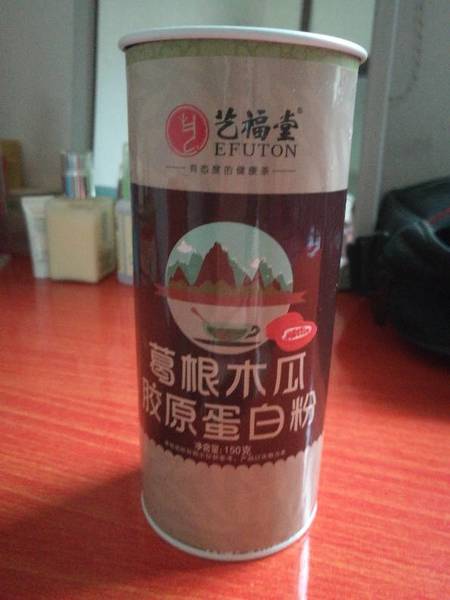 艺福堂®
EFUTON
有态度的健康茶
葛根木瓜
胶原蛋白粉
净含量:150克